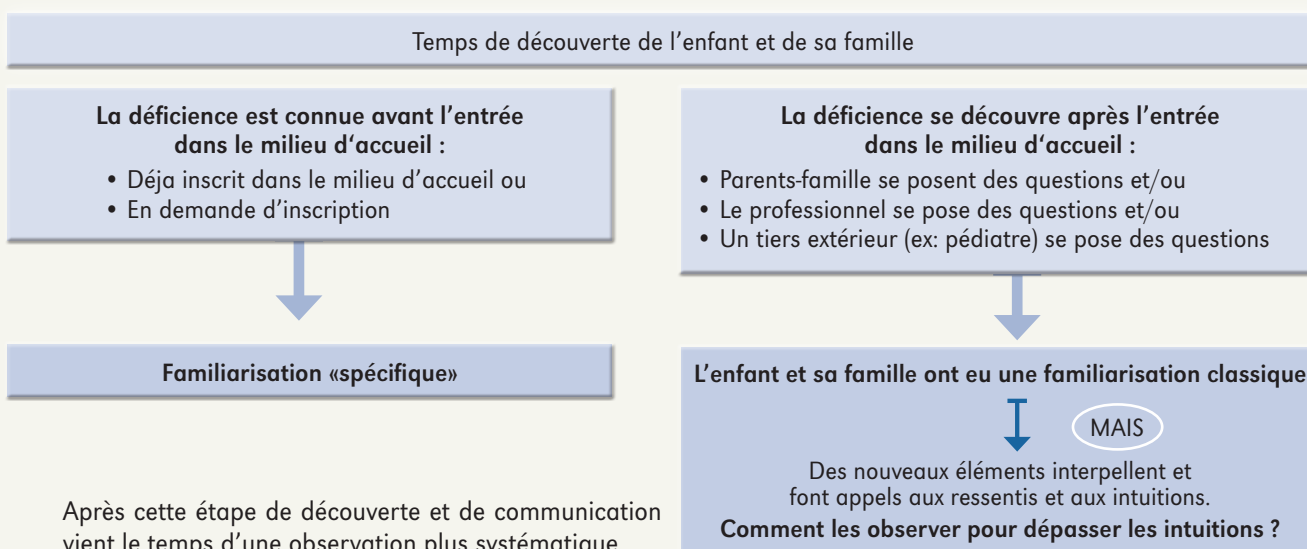 Temps de découverte de l'enfant et de sa famille
La déficience est connue avant l'entrée
dans le milieu d'accueil :
• Déja inscrit dans le milieu d'accueil ou
• En demande d'inscription
Familiarisation «spécifique»
La déficience se découvre après l'entrée
dans le milieu d'accueil :
• Parents-famille se posent des questions et/ou
• Le professionnel se pose des questions et/ou
• Un tiers extérieur (ex: pédiatre) se pose des questions
L'enfant et sa famille ont eu une familiarisation classique
MAIS
Des nouveaux éléments interpellent et
font appels aux ressentis et aux intuitions.
Comment les observer pour dépasser les intuitions ?
Après cette étape de découverte et de communication
vient le temps d'une observation plus systématique